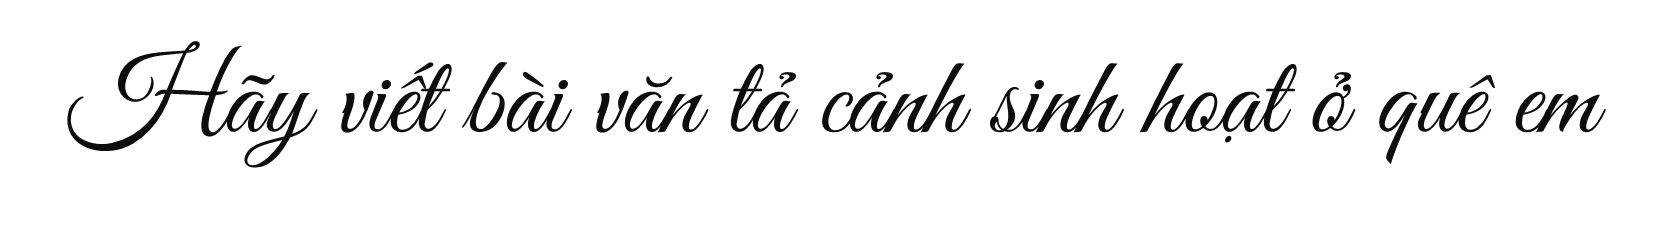 Hãy viết bài văn tả cảnh sinh hoạt ở quê em